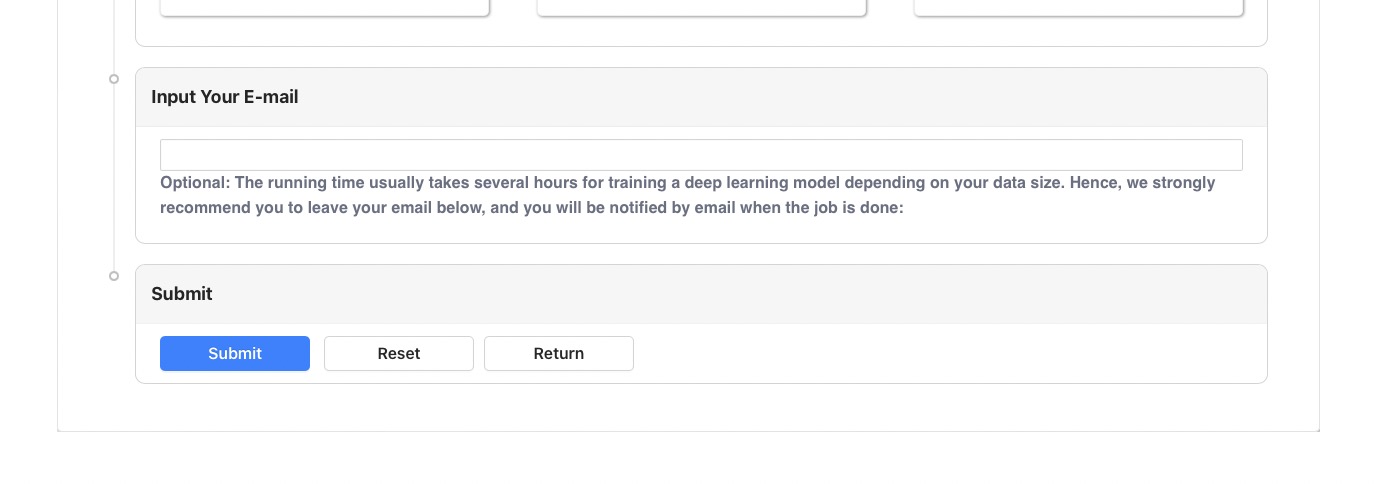 Input Your E-mail
Optional: The running time usually takes several hours for training a deep learning model depending on your data size. Hence, we strongly
recommend you to leave your email below, and you will be notified by email when the job is done:
Submit
Submit
Reset
Return